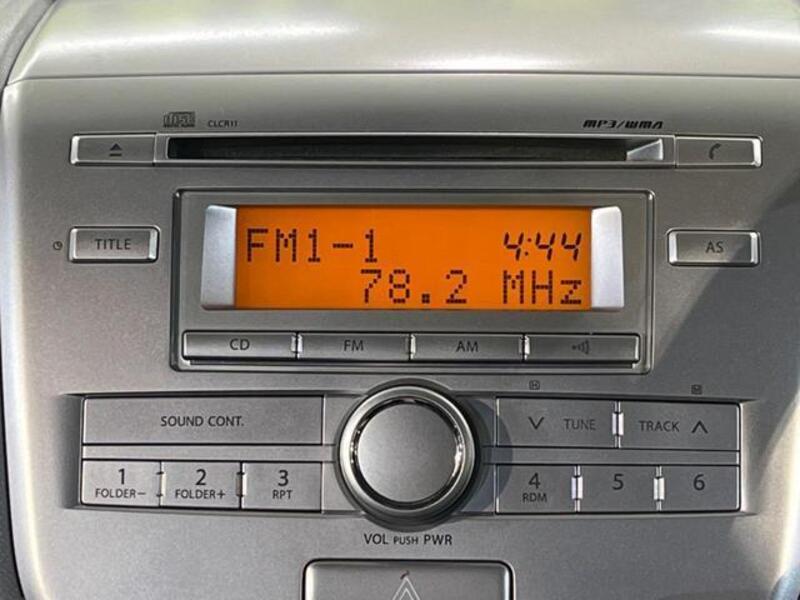 CLCR11 MP3/WMA
TITLE
FM1-1 4:44
78.2 MHz
AS
CD FM AM
H M
SOUND CONT. TUNE TRACK
1 2 3 4 5 6
FOLDER− FOLDER+ RPT RDM
VOL PUSH PWR